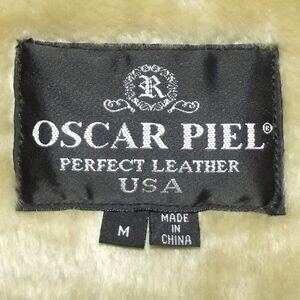 R
OSCAR PIEL®
PERFECT LEATHER
USA
M
MADE
IN
CHINA